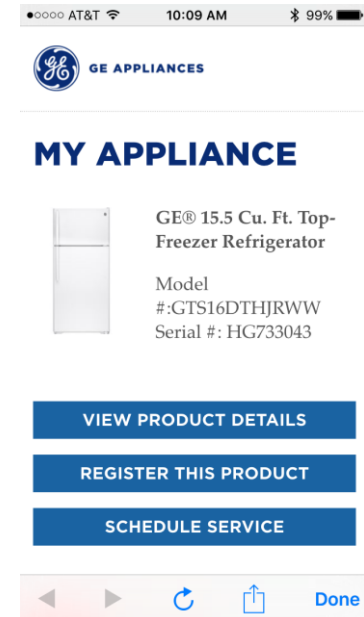 ●○○○○ AT&T 10:09 AM 99%
GE GE APPLIANCES
MY APPLIANCE
GE® 15.5 Cu. Ft. Top-
Freezer Refrigerator
Model
#:GTS16DTHJRWW
Serial #: HG733043
VIEW PRODUCT DETAILS
REGISTER THIS PRODUCT
SCHEDULE SERVICE
Done